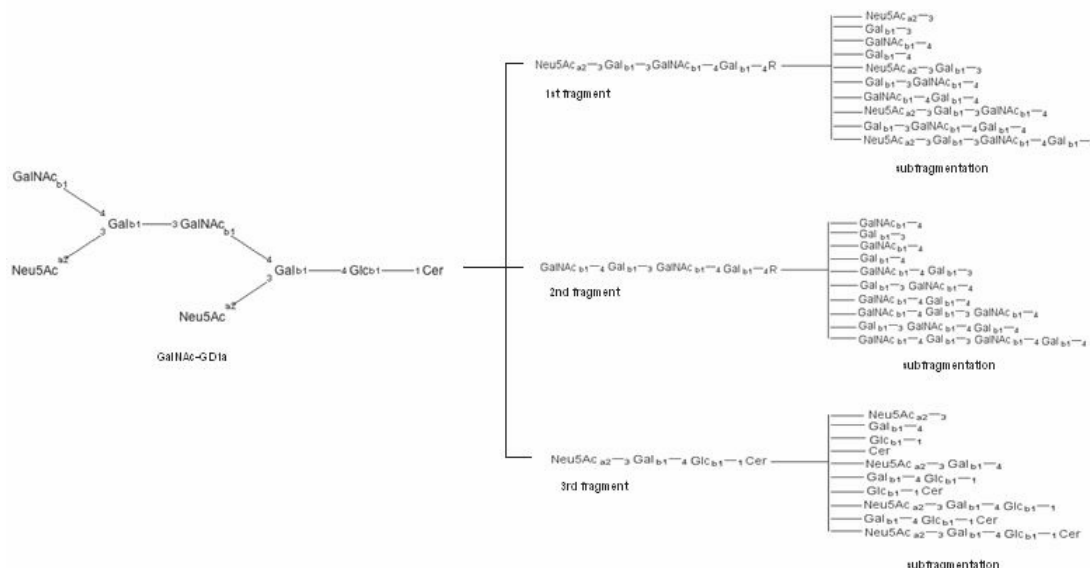 GalNAc b1
4
Gal b1—3 GalNAc b1
3
Neu5Ac a2
4
Gal b1—4 Glc b1—1 Cer
3
Neu5Ac a2
GalNAc-GD1a
Neu5Ac a2—3 Gal b1—3 GalNAc b1—4 Gal b1—4 R
1st fragment
Neu5Ac a2—3
Gal b1—3
GalNAc b1—4
Gal b1—4
Neu5Ac a2—3 Gal b1—3
Gal b1—3 GalNAc b1—4
GalNAc b1—4 Gal b1—4
Neu5Ac a2—3 Gal b1—3 GalNAc b1—4
Gal b1—3 GalNAc b1—4 Gal b1—4
Neu5Ac a2—3 Gal b1—3 GalNAc b1—4 Gal b1—
subfragmentation
GalNAc b1—4 Gal b1—3 GalNAc b1—4 Gal b1—4 R
2nd fragment
GalNAc b1—4
Gal b1—3
GalNAc b1—4
Gal b1—4
GalNAc b1—4 Gal b1—3
Gal b1—3 GalNAc b1—4
GalNAc b1—4 Gal b1—4
GalNAc b1—4 Gal b1—3 GalNAc b1—4
Gal b1—3 GalNAc b1—4 Gal b1—4
GalNAc b1—4 Gal b1—3 GalNAc b1—4 Gal b1—4
subfragmentation
Neu5Ac a2—3 Gal b1—4 Glc b1—1 Cer
3rd fragment
Neu5Ac a2—3
Gal b1—4
Glc b1—1
Cer
Neu5Ac a2—3 Gal b1—4
Gal b1—4 Glc b1—1
Glc b1—1 Cer
Neu5Ac a2—3 Gal b1—4 Glc b1—1
Gal b1—4 Glc b1—1 Cer
Neu5Ac a2—3 Gal b1—4 Glc b1—1 Cer
subfragmentation